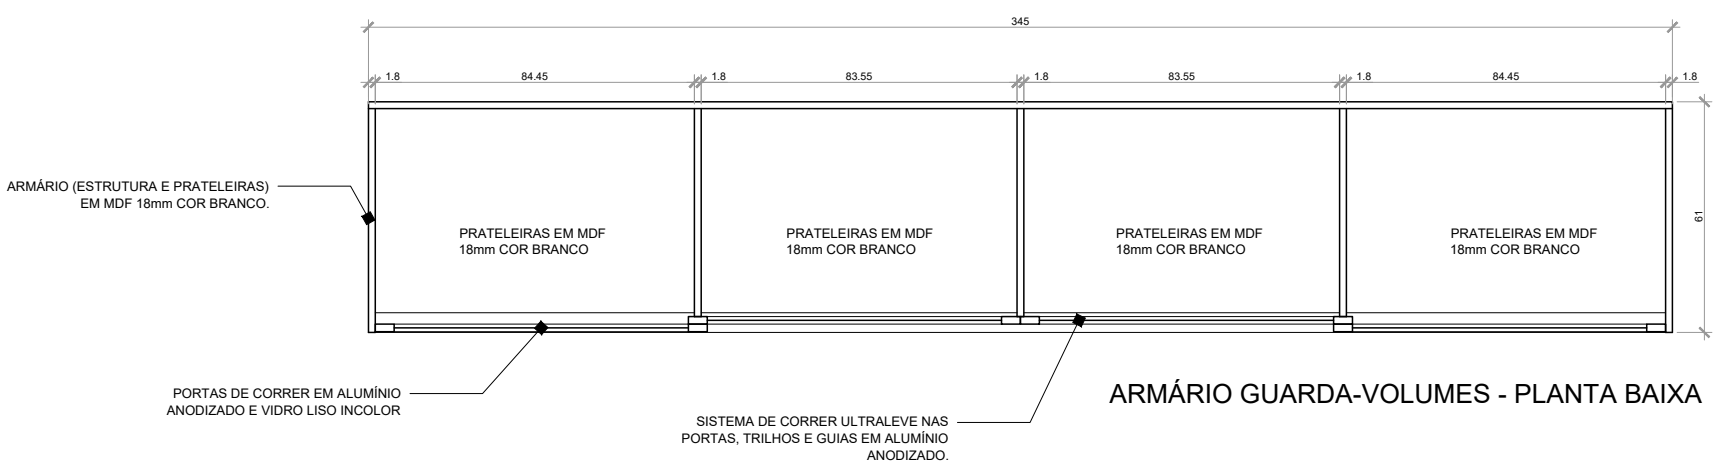 345
1.8 84.45 1.8 83.55 1.8 83.55 1.8 84.45 1.8
ARMÁRIO (ESTRUTURA E PRATELEIRAS)
EM MDF 18mm COR BRANCO.
61
PRATELEIRAS EM MDF
18mm COR BRANCO
PRATELEIRAS EM MDF
18mm COR BRANCO
PRATELEIRAS EM MDF
18mm COR BRANCO
PRATELEIRAS EM MDF
18mm COR BRANCO
PORTAS DE CORRER EM ALUMÍNIO
ANODIZADO E VIDRO LISO INCOLOR
SISTEMA DE CORRER ULTRALEVE NAS
PORTAS, TRILHOS E GUIAS EM ALUMÍNIO
ANODIZADO.
ARMÁRIO GUARDA-VOLUMES - PLANTA BAIXA